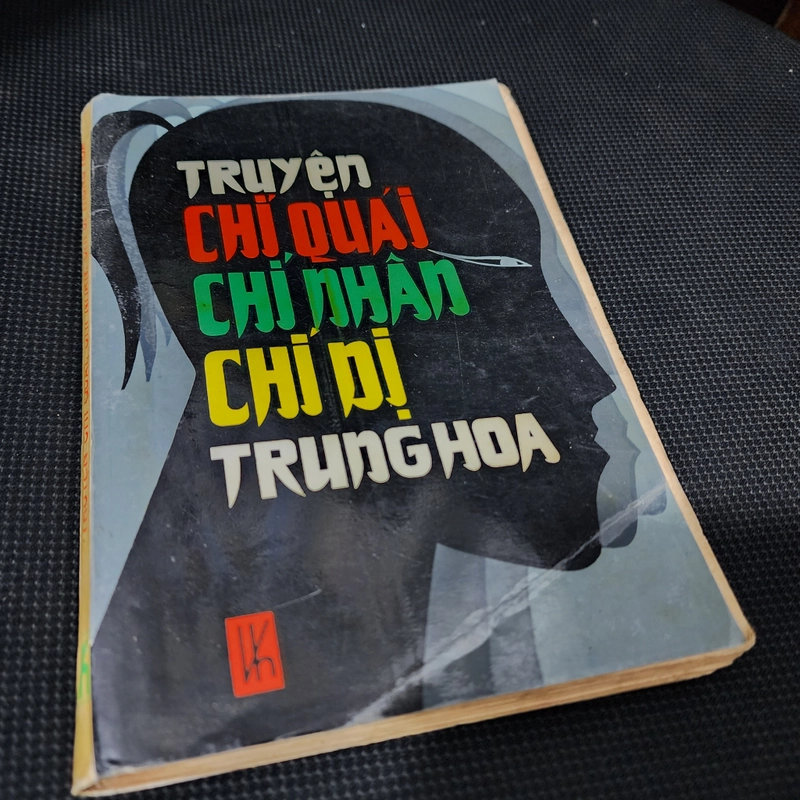 TRUYỆN
CHÍ QUÁI
CHÍ NHÂN
CHÍ DỊ
TRUNG HOA